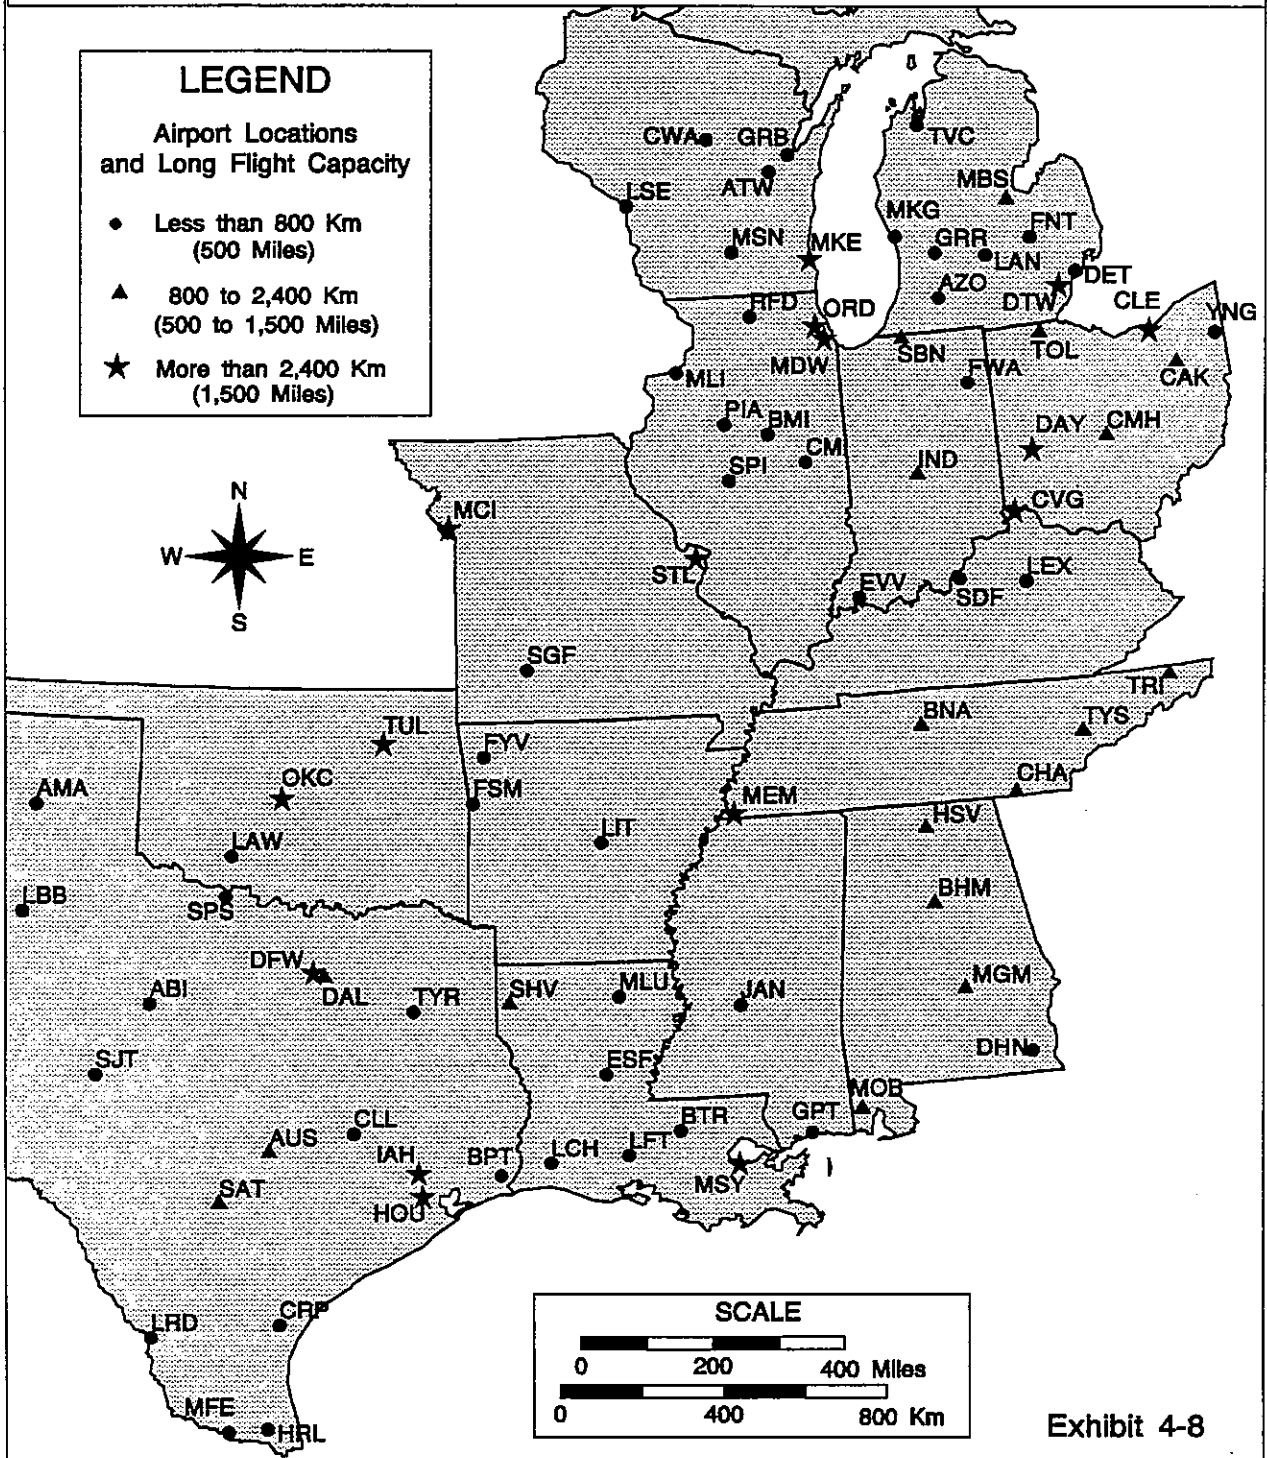 LEGEND
Airport Locations
and Long Flight Capacity
Less than 800 Km
(500 Miles)
800 to 2,400 Km
(500 to 1,500 Miles)
More than 2,400 Km
(1,500 Miles)
CWA
GRB
TVC
ATW
MBS
LSE
MKG
FNT
MSN
MKE
GRR
LAN
DET
AZO
DTW
CLE
RFD
ORD
YNG
MDW
SBN
TOL
MLI
FWA
CAK
PIA
BMI
DAY
CMH
CMI
SPI
IND
N
MCI
CVG
W
E
STL
EVV
SDF
LEX
S
SGF
TRI
TUL
BNA
TYS
FYV
OKC
CHA
AMA
FSM
MEM
HSV
LAW
LIT
LBB
SPS
BHM
DFW
DAL
ABI
TYR
SHV
MLU
JAN
MGM
SJT
ESF
DHN
MOB
CLL
BTR
GPT
AUS
IAH
BPT
LCH
LFT
SAT
MSY
HOU
CRP
LRD
SCALE
0 200 400 Miles
0 400 800 Km
MFE
HRL
Exhibit 4-8